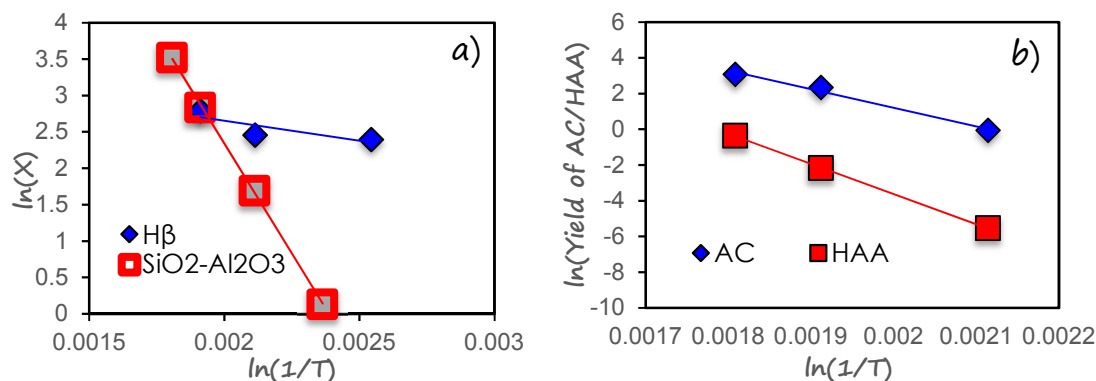 a)
ln(X)
4
3.5
3
2.5
2
1.5
1
0.5
0
Hβ
SiO2-Al2O3
0.0015
0.002
0.0025
0.003
ln(1/T)
b)
ln(Yield of AC/HAA)
6
4
2
0
-2
-4
-6
-8
-10
AC
HAA
0.0017
0.0018
0.0019
0.002
0.0021
0.0022
ln(1/T)